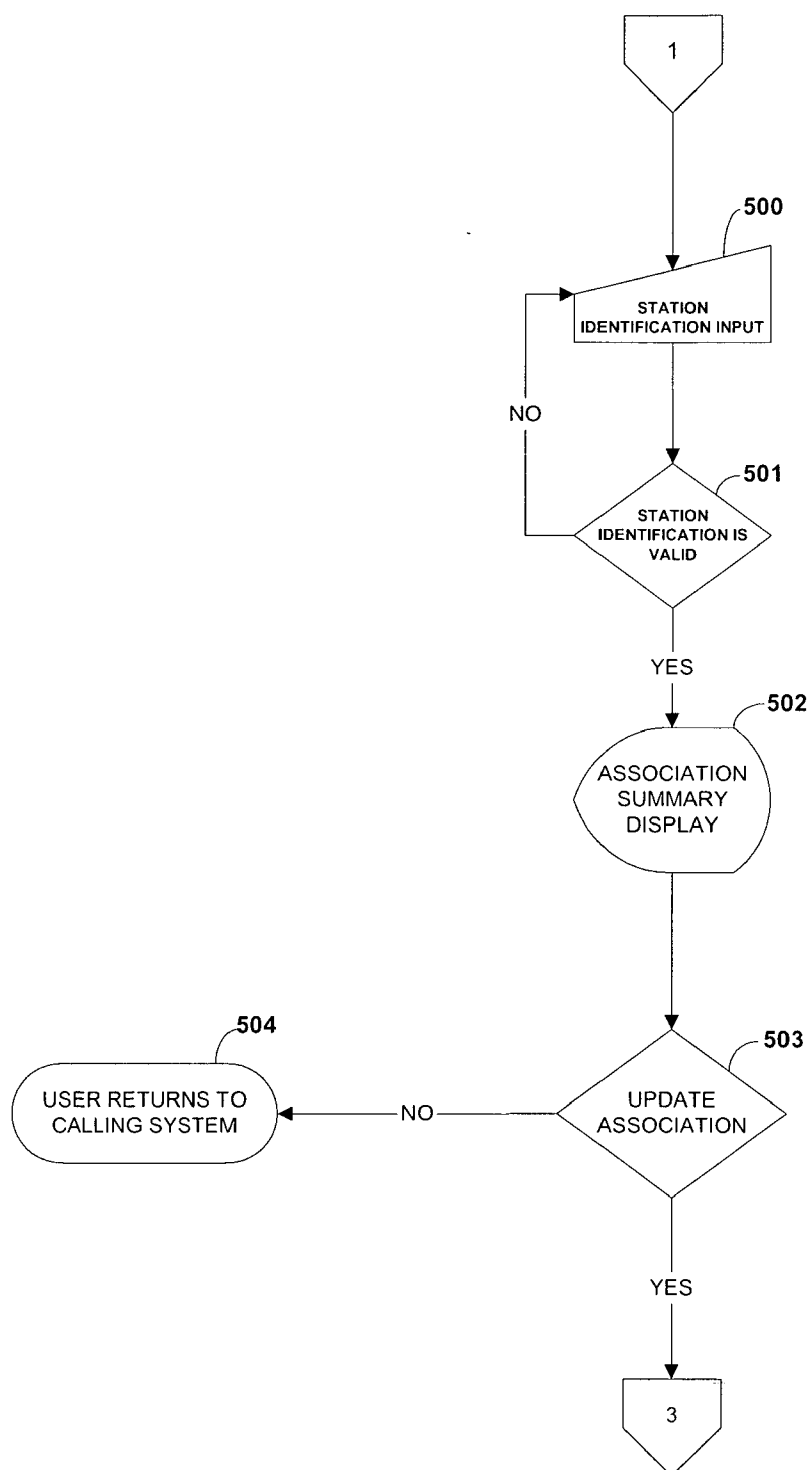 1
500
STATION
IDENTIFICATION INPUT
NO
501
STATION
IDENTIFICATION IS
VALID
YES
502
ASSOCIATION
SUMMARY
DISPLAY
504
503
USER RETURNS TO
CALLING SYSTEM
NO
UPDATE
ASSOCIATION
YES
3